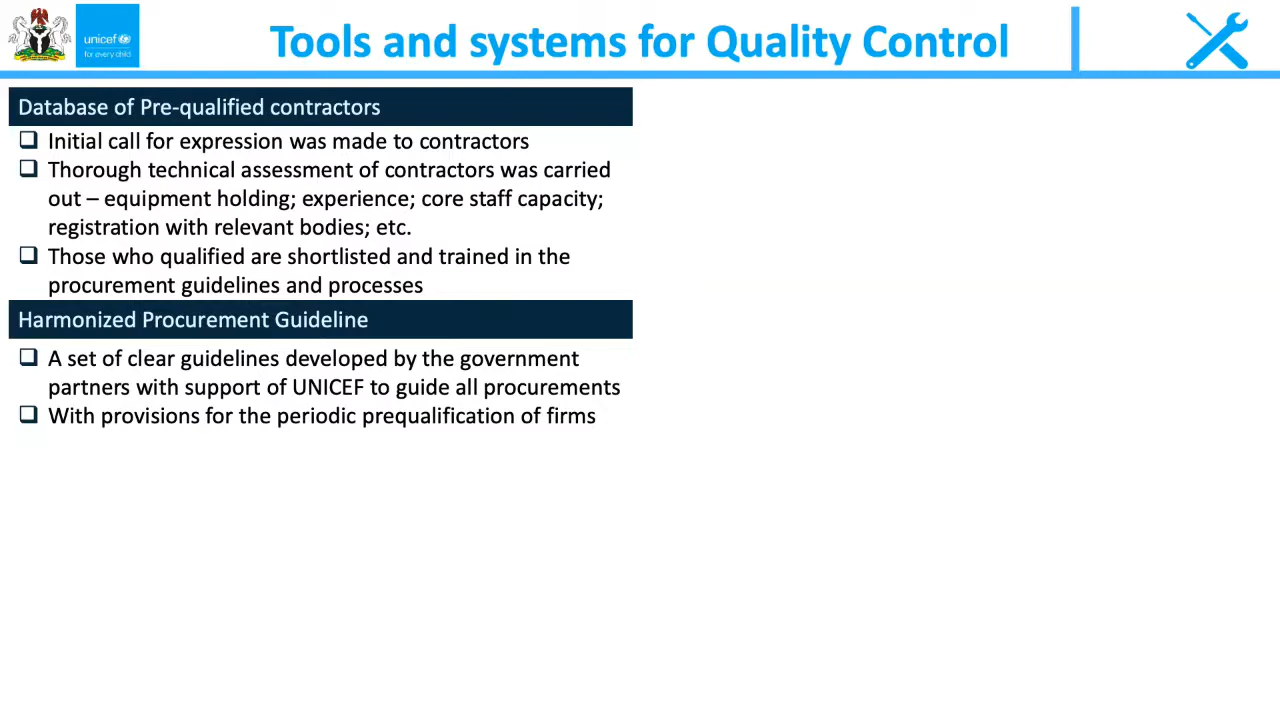 unicef
for every child
Tools and systems for Quality Control
Database of Pre-qualified contractors
❑ Initial call for expression was made to contractors
❑ Thorough technical assessment of contractors was carried
out – equipment holding; experience; core staff capacity;
registration with relevant bodies; etc.
❑ Those who qualified are shortlisted and trained in the
procurement guidelines and processes
Harmonized Procurement Guideline
❑ A set of clear guidelines developed by the government
partners with support of UNICEF to guide all procurements
❑ With provisions for the periodic prequalification of firms